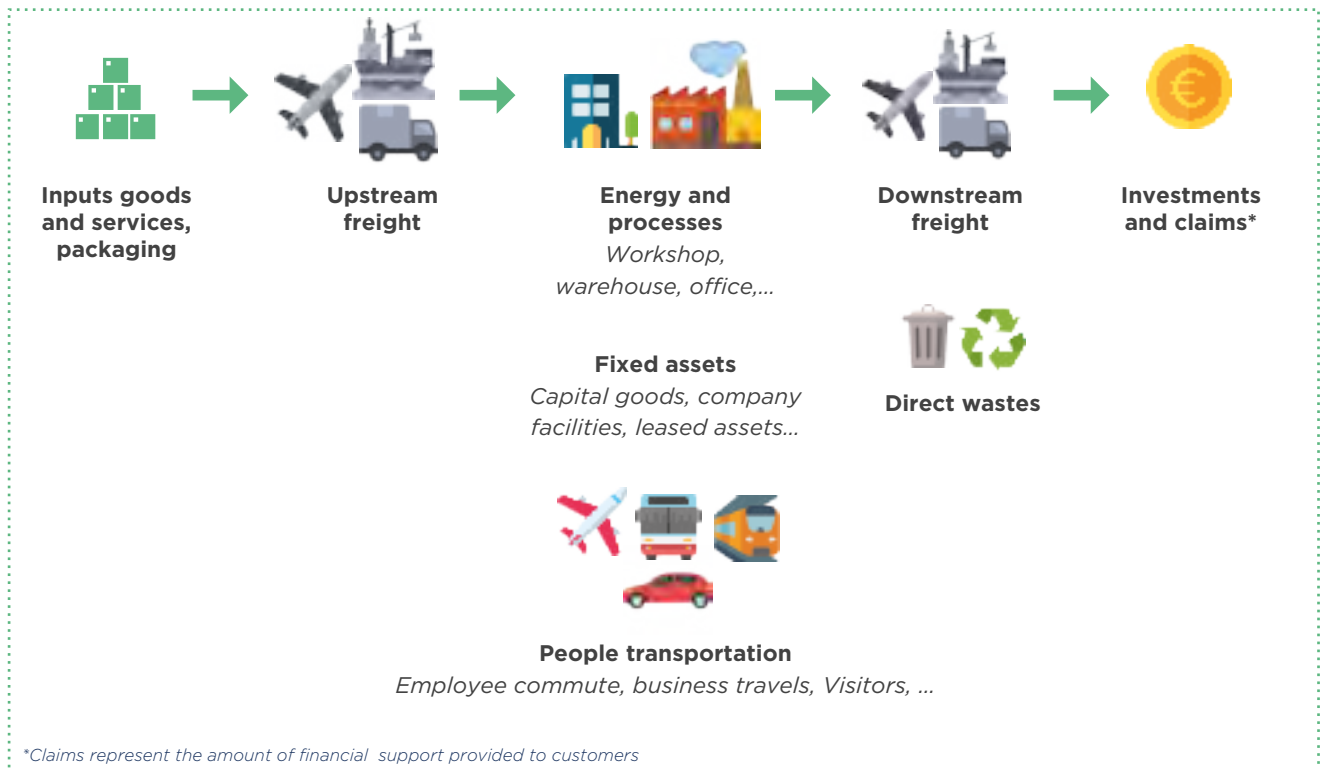 Inputs goods
and services,
packaging
Upstream
freight
Energy and
processes
Workshop,
warehouse, office,...
Downstream
freight
Investments
and claims*
Fixed assets
Capital goods, company
facilities, leased assets...
Direct wastes
People transportation
Employee commute, business travels, Visitors, ...
*Claims represent the amount of financial support provided to customers